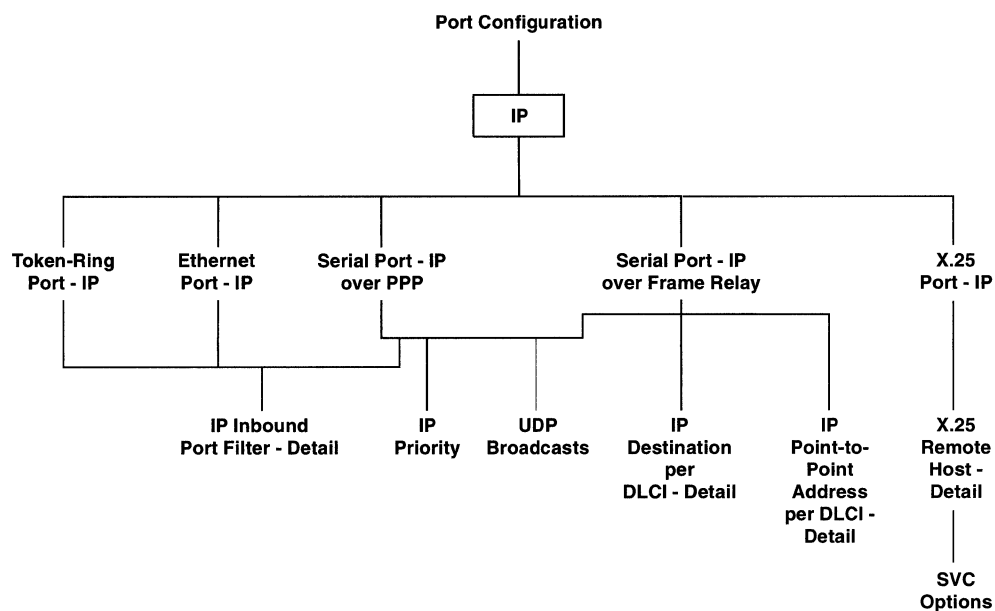 Port Configuration
IP
Token-Ring
Port - IP
Ethernet
Port - IP
Serial Port - IP
over PPP
Serial Port - IP
over Frame Relay
X.25
Port - IP
IP Inbound
Port Filter - Detail
IP
Priority
UDP
Broadcasts
IP
Destination
per
DLCI - Detail
IP
Point-to-
Point
Address
per DLCI -
Detail
X.25
Remote
Host -
Detail
SVC
Options